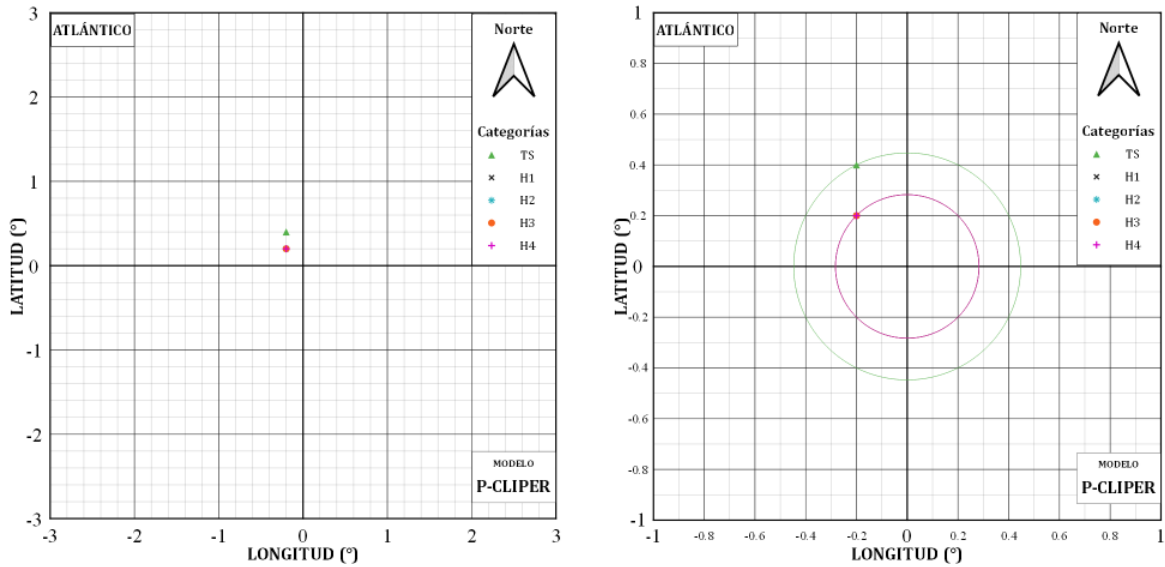 ATLÁNTICO
Norte
Categorías
TS
H1
H2
H3
H4
MODELO
P-CLIPER
LATITUD (°)
3
2
1
0
-1
-2
-3
-3
-2
-1
0
1
2
3
LONGITUD (°)
ATLÁNTICO
Norte
Categorías
TS
H1
H2
H3
H4
MODELO
P-CLIPER
LATITUD (°)
1
0.8
0.6
0.4
0.2
0
-0.2
-0.4
-0.6
-0.8
-1
-1
-0.8
-0.6
-0.4
-0.2
0
0.2
0.4
0.6
0.8
1
LONGITUD (°)